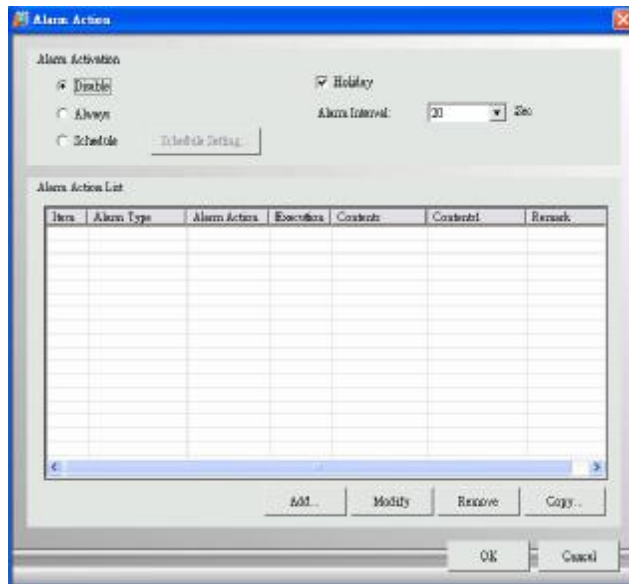 Alarm Action
Alarm Activation
Disable
Holiday
Always
Alarm Interval:
20
Sec
Schedule
Schedule Setting...
Alarm Action List
Item
Alarm Type
Alarm Action
Execution
Contents
Contents1
Remark
Add...
Modify
Remove
Copy...
OK
Cancel